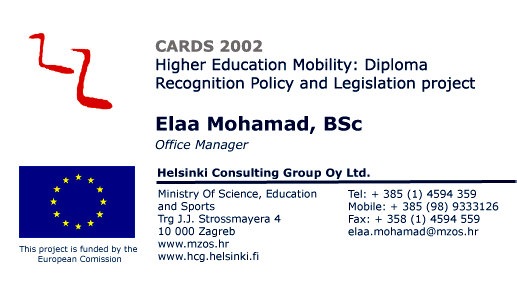 CARDS 2002
Higher Education Mobility: Diploma
Recognition Policy and Legislation project
Elaa Mohamad, BSc
Office Manager
Helsinki Consulting Group Oy Ltd.
Ministry Of Science, Education
and Sports
Trg J.J. Strossmayera 4
10 000 Zagreb
www.mzos.hr
www.hcg.helsinki.fi
Tel: + 385 (1) 4594 359
Mobile: + 385 (98) 9333126
Fax: + 358 (1) 4594 559
elaa.mohamad@mzos.hr
This project is funded by the
European Comission